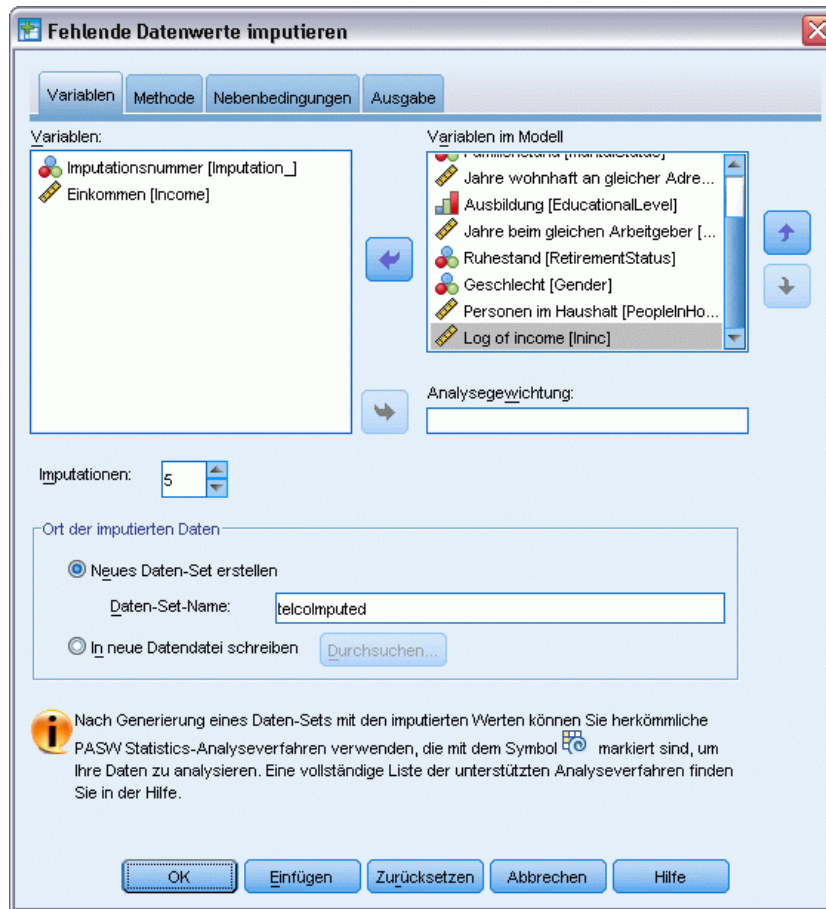 Fehlende Datenwerte imputieren
Variablen
Methode
Nebenbedingungen
Ausgabe
Variablen:
Imputationsnummer [Imputation_]
Einkommen [Income]
Variablen im Modell
Familienstand [MaritalStatus]
Jahre wohnhaft an gleicher Adre...
Ausbildung [EducationalLevel]
Jahre beim gleichen Arbeitgeber [...
Ruhestand [RetirementStatus]
Geschlecht [Gender]
Personen im Haushalt [PeopleInHo...
Log of income [lninc]
Analysegewichtung:
Imputationen:
5
Ort der imputierten Daten
Neues Daten-Set erstellen
Daten-Set-Name:
telcoImputed
In neue Datendatei schreiben
Durchsuchen...
Nach Generierung eines Daten-Sets mit den imputierten Werten können Sie herkömmliche
PASW Statistics-Analyseverfahren verwenden, die mit dem Symbol markiert sind, um
Ihre Daten zu analysieren. Eine vollständige Liste der unterstützten Analyseverfahren finden
Sie in der Hilfe.
OK
Einfügen
Zurücksetzen
Abbrechen
Hilfe